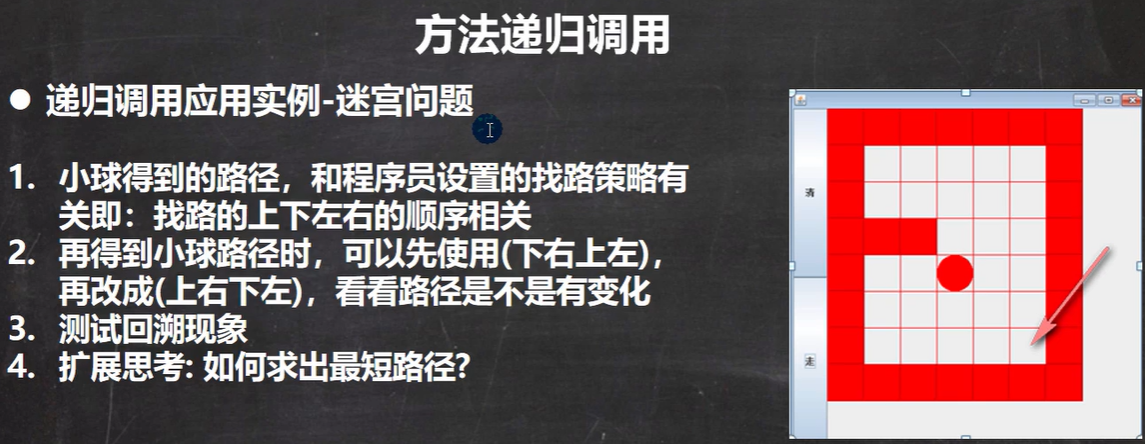 方法递归调用
● 递归调用应用实例-迷宫问题
1. 小球得到的路径，和程序员设置的找路策略有
关即：找路的上下左右的顺序相关
2. 再得到小球路径时，可以先使用(下右上左)，
再改成(上右下左)，看看路径是不是有变化
3. 测试回溯现象
4. 扩展思考: 如何求出最短路径?
清
走